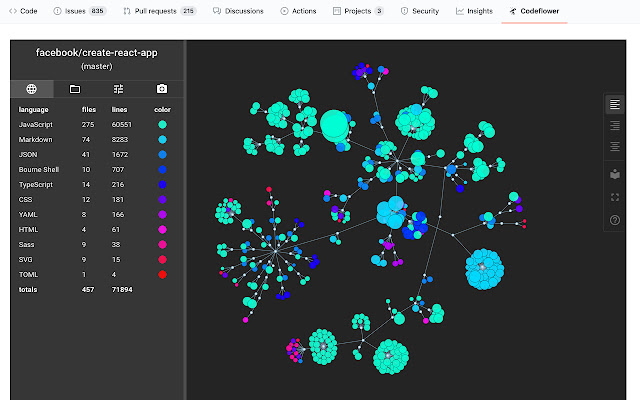 Code Issues 835 Pull requests 215 Discussions Actions Projects 3 Security Insights Codeflower
facebook/create-react-app
(master)
language files lines color
JavaScript 275 60551
Markdown 74 8283
JSON 41 1672
Bourne Shell 10 707
TypeScript 14 216
CSS 12 181
YAML 8 166
HTML 4 61
Sass 9 38
SVG 9 15
TOML 1 4
totals 457 71894